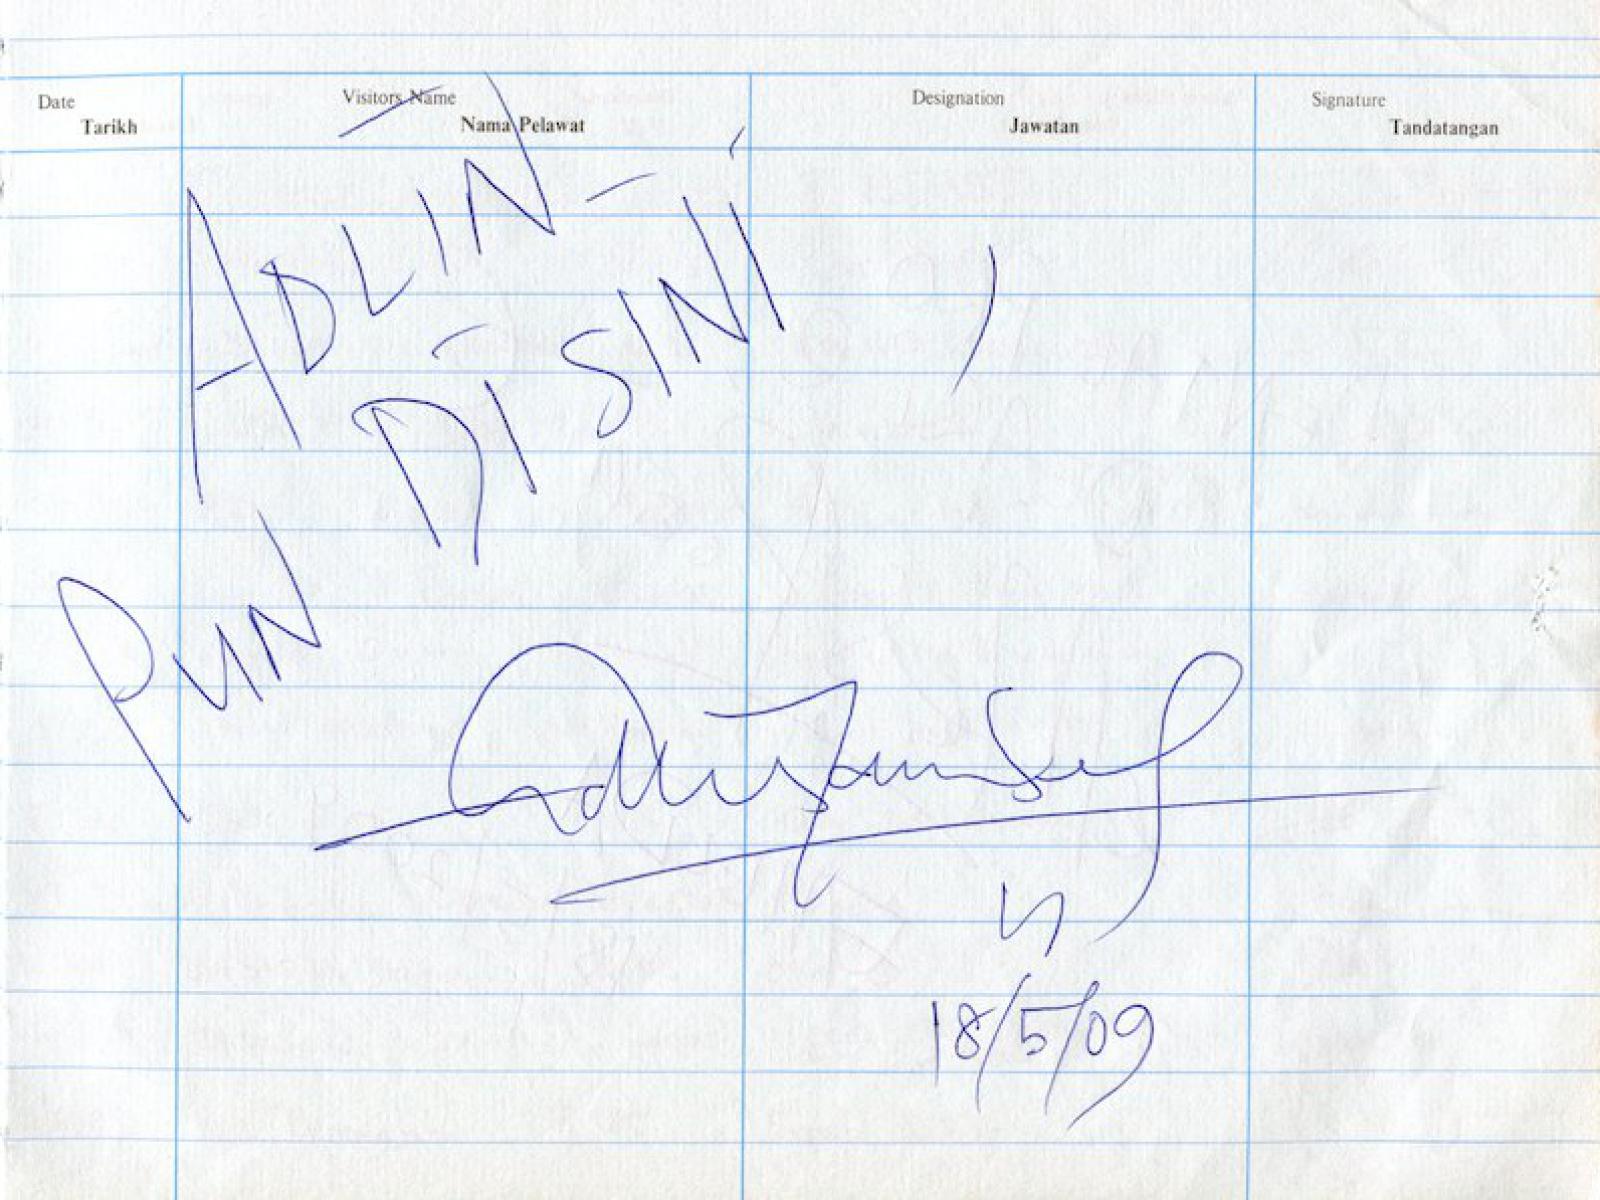 Date Visitors Name Designation Signature
Tarikh Nama Pelawat Jawatan Tandatangan
ADLIN
PUN DISINI
18/5/09